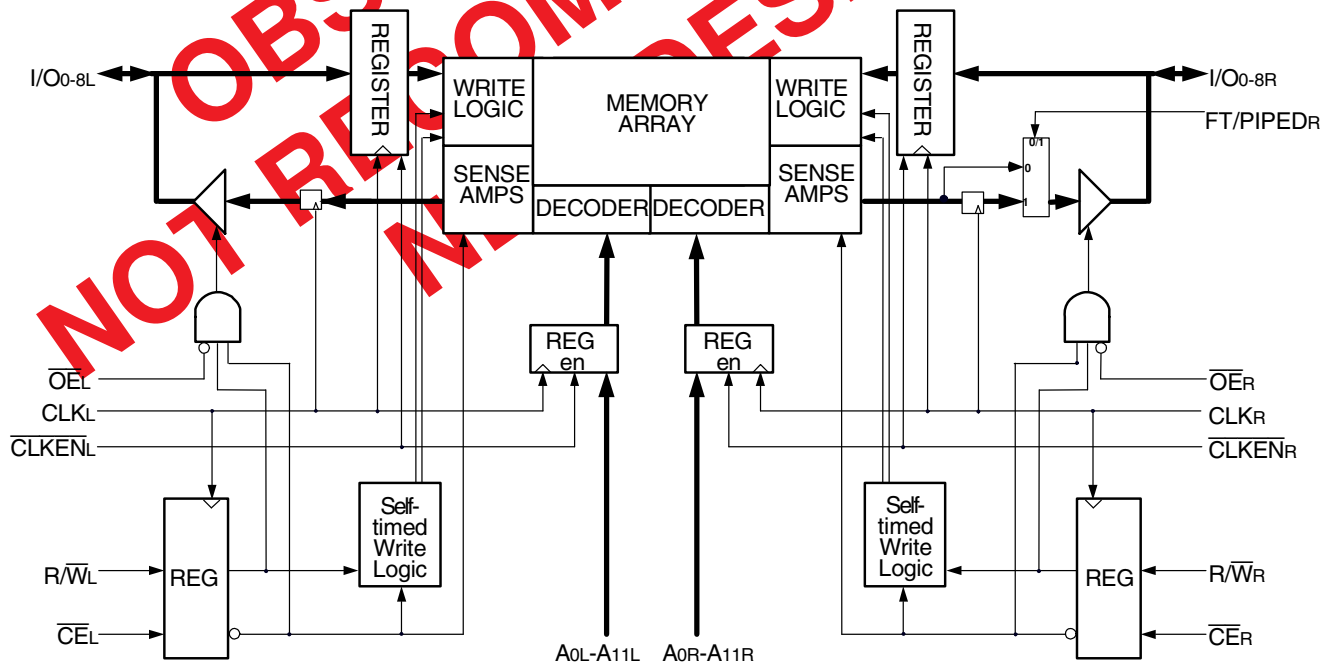 OBS
NOT RECOM
N DES
I/O0-8L
REGISTER
WRITE LOGIC
MEMORY ARRAY
WRITE LOGIC
REGISTER
I/O0-8R
FT/PIPEDR
0/1
0
1
SENSE AMPS
DECODER
DECODER
SENSE AMPS
REG en
REG en
OEL
CLKL
CLKENL
OER
CLKR
CLKENR
Self-timed Write Logic
Self-timed Write Logic
R/WL
REG
CEL
REG
R/WR
CER
A0L-A11L
A0R-A11R